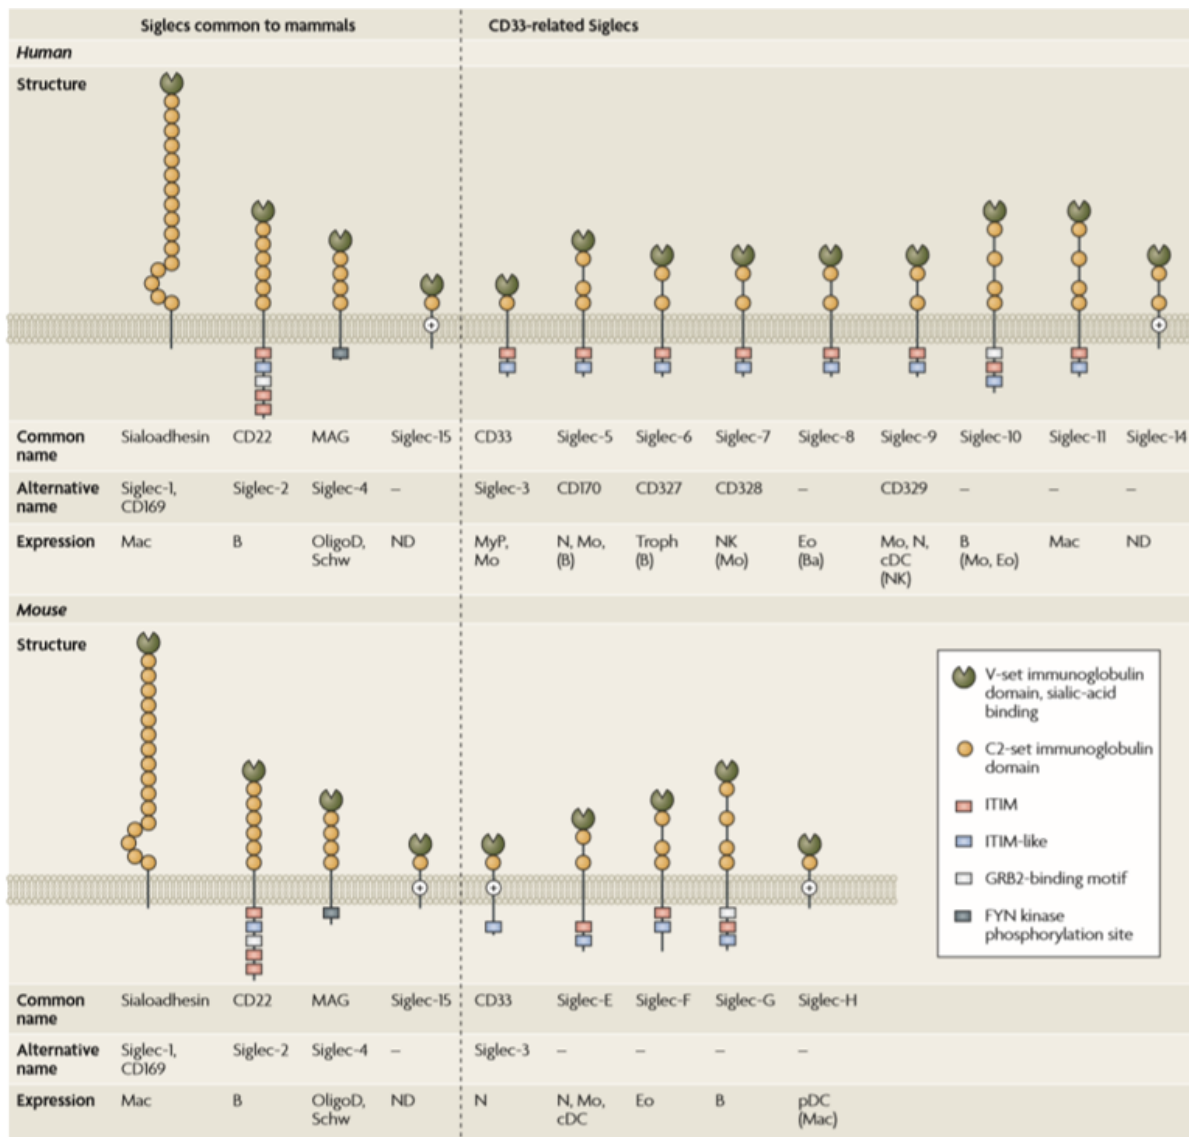 Siglecs common to mammals
CD33-related Siglecs
Human
Structure
+
+
Common name
Sialoadhesin
CD22
MAG
Siglec-15
CD33
Siglec-5
Siglec-6
Siglec-7
Siglec-8
Siglec-9
Siglec-10
Siglec-11
Siglec-14
Alternative name
Siglec-1, CD169
Siglec-2
Siglec-4
–
Siglec-3
CD170
CD327
CD328
–
CD329
–
–
–
Expression
Mac
B
OligoD, Schw
ND
MyP, Mo
N, Mo, (B)
Troph (B)
NK (Mo)
Eo (Ba)
Mo, N, cDC (NK)
B (Mo, Eo)
Mac
ND
Mouse
Structure
+
+
+
V-set immunoglobulin
domain, sialic-acid
binding
C2-set immunoglobulin
domain
ITIM
ITIM-like
GRB2-binding motif
FYN kinase
phosphorylation site
Common name
Sialoadhesin
CD22
MAG
Siglec-15
CD33
Siglec-E
Siglec-F
Siglec-G
Siglec-H
Alternative name
Siglec-1, CD169
Siglec-2
Siglec-4
–
Siglec-3
–
–
–
–
Expression
Mac
B
OligoD, Schw
ND
N
N, Mo, cDC
Eo
B
pDC (Mac)